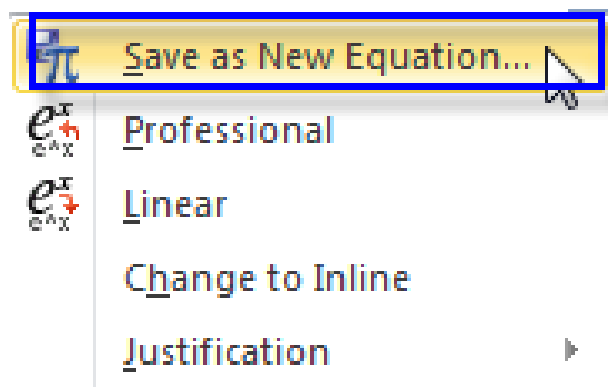 Save as New Equation...
Professional
Linear
Change to Inline
Justification